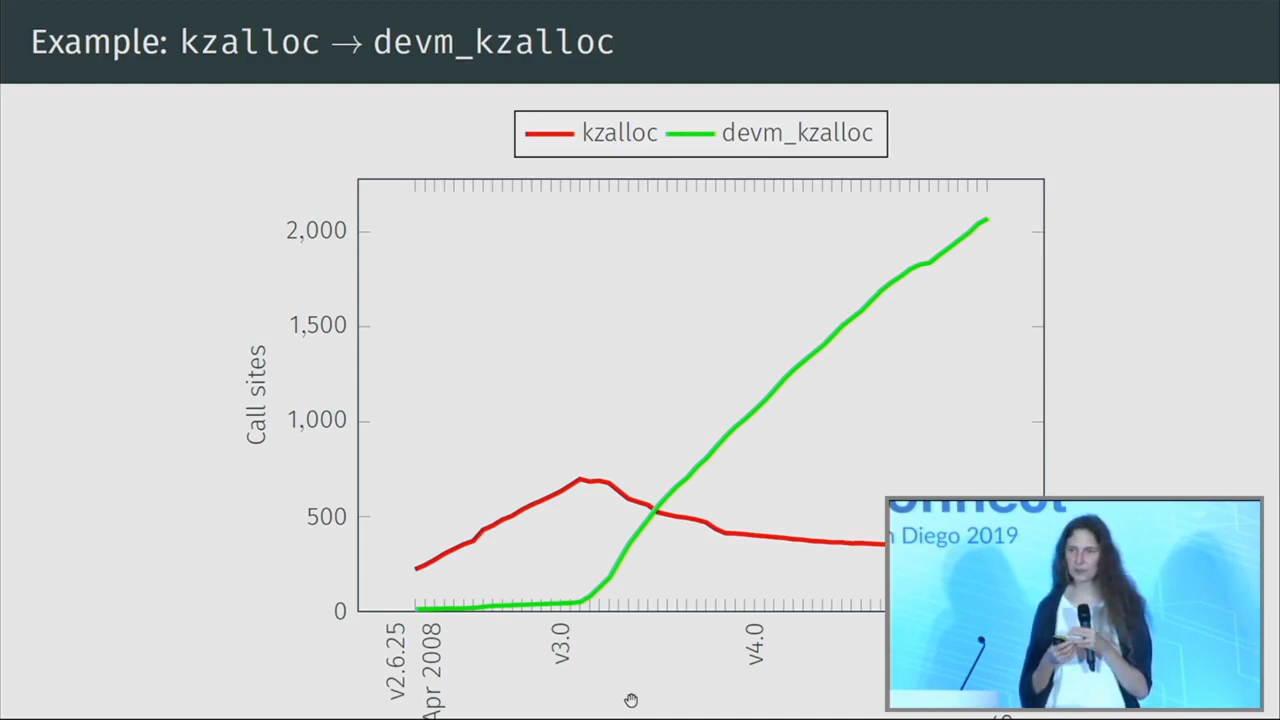 Example: kzalloc → devm_kzalloc
kzalloc devm_kzalloc
2,000
1,500
1,000
500
0
Call sites
v2.6.25
Apr 2008
v3.0
v4.0
Diego 2019